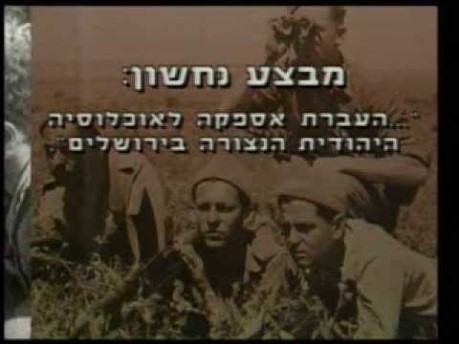 מבצע נחשון:
"...העברת אספקה לאוכלוסיה
היהודית הנצורה בירושלים".